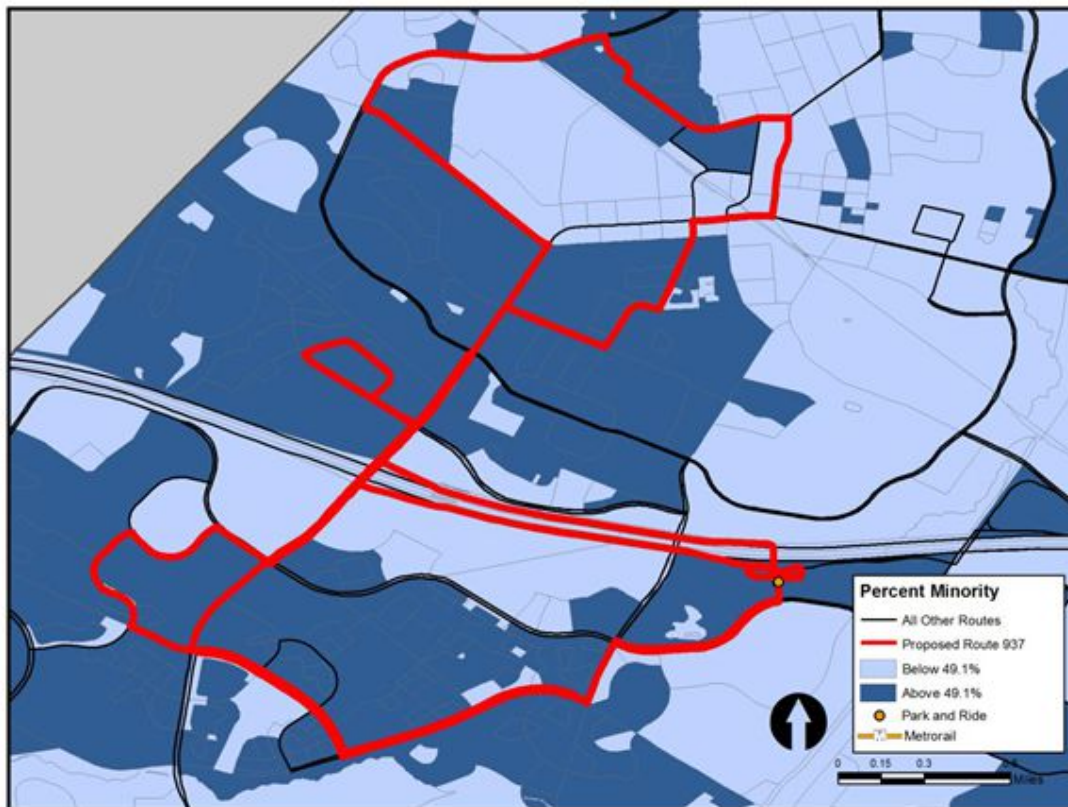 Percent Minority
All Other Routes
Proposed Route 937
Below 49.1%
Above 49.1%
Park and Ride
M Metrorail
0 0.15 0.3
Miles